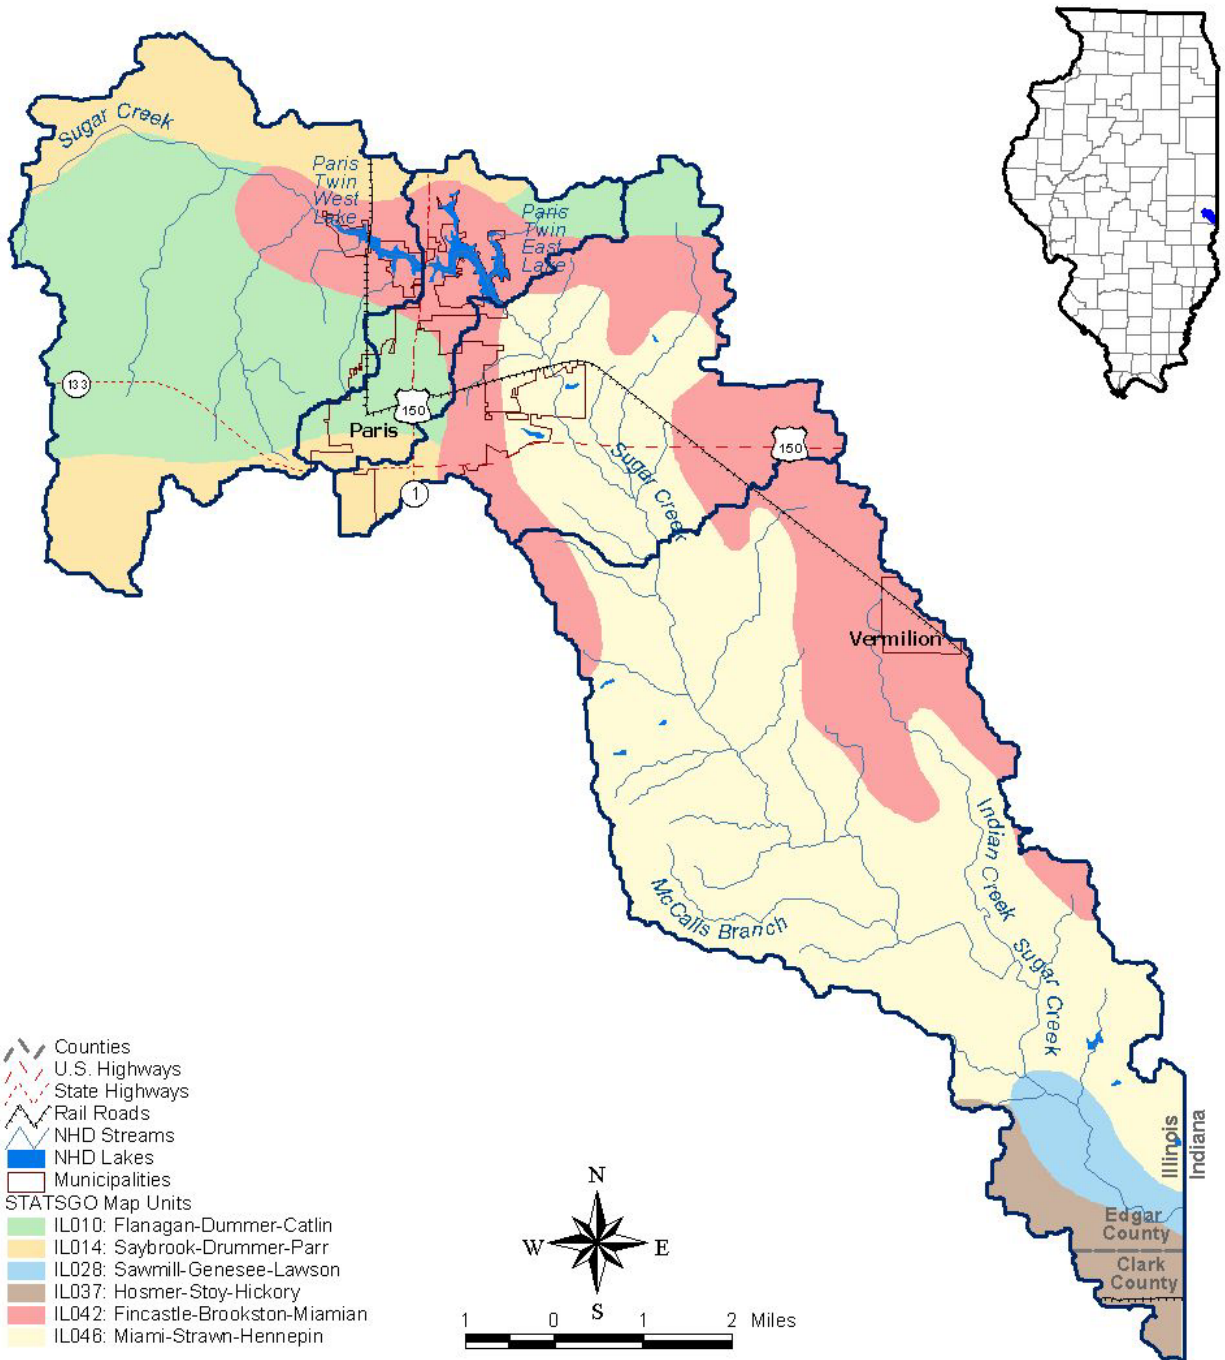 Sugar Creek
Paris
Twin
West
Lake
Paris
Twin
East
Lake
133
150
Paris
150
1
Sugar Creek
Vermilion
Indian Creek
McCalls Branch
Sugar Creek
Illinois
Indiana
Edgar
County
Clark
County
Counties
U.S. Highways
State Highways
Rail Roads
NHD Streams
NHD Lakes
Municipalities
STATSGO Map Units
IL010: Flanagan-Dummer-Catlin
IL014: Saybrook-Drummer-Parr
IL028: Sawmill-Genesee-Lawson
IL037: Hosmer-Stoy-Hickory
IL042: Fincastle-Brookston-Miamian
IL046: Miami-Strawn-Hennepin
N
W E
S
1 0 1 2 Miles